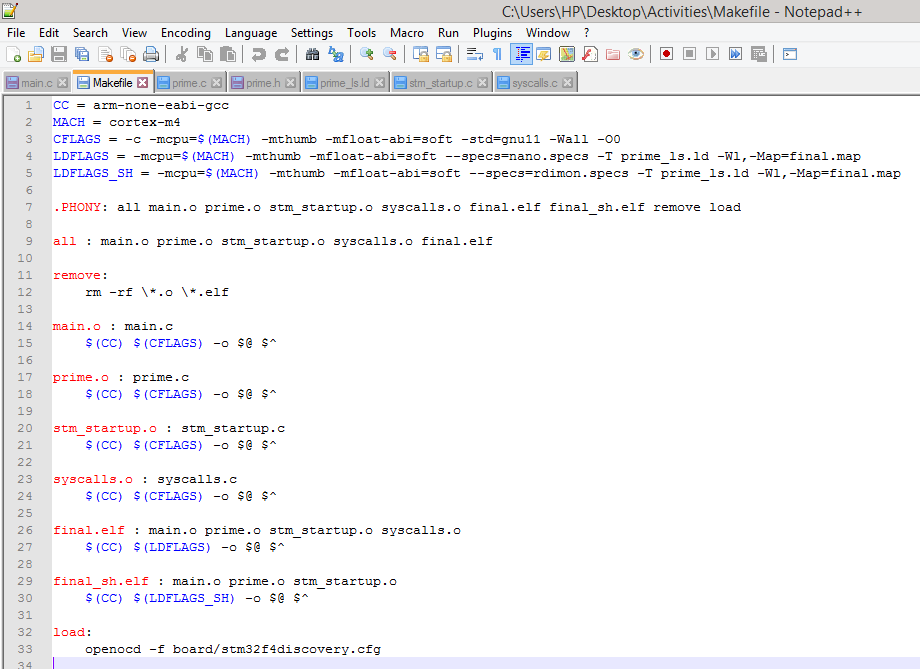 C:\Users\HP\Desktop\Activities\Makefile - Notepad++
File Edit Search View Encoding Language Settings Tools Macro Run Plugins Window ?
main.c Makefile prime.c prime.h prime_ls.ld stm_startup.c syscalls.c
1 CC = arm-none-eabi-gcc
2 MACH = cortex-m4
3 CFLAGS = -c -mcpu=$(MACH) -mthumb -mfloat-abi=soft -std=gnu11 -Wall -O0
4 LDFLAGS = -mcpu=$(MACH) -mthumb -mfloat-abi=soft --specs=nano.specs -T prime_ls.ld -Wl,-Map=final.map
5 LDFLAGS_SH = -mcpu=$(MACH) -mthumb -mfloat-abi=soft --specs=rdimon.specs -T prime_ls.ld -Wl,-Map=final.map
6
7 .PHONY: all main.o prime.o stm_startup.o syscalls.o final.elf final_sh.elf remove load
8
9 all : main.o prime.o stm_startup.o syscalls.o final.elf
10
11 remove:
12 rm -rf \*.o \*.elf
13
14 main.o : main.c
15 $(CC) $(CFLAGS) -o $@ $^
16
17 prime.o : prime.c
18 $(CC) $(CFLAGS) -o $@ $^
19
20 stm_startup.o : stm_startup.c
21 $(CC) $(CFLAGS) -o $@ $^
22
23 syscalls.o : syscalls.c
24 $(CC) $(CFLAGS) -o $@ $^
25
26 final.elf : main.o prime.o stm_startup.o syscalls.o
27 $(CC) $(LDFLAGS) -o $@ $^
28
29 final_sh.elf : main.o prime.o stm_startup.o
30 $(CC) $(LDFLAGS_SH) -o $@ $^
31
32 load:
33 openocd -f board/stm32f4discovery.cfg
34